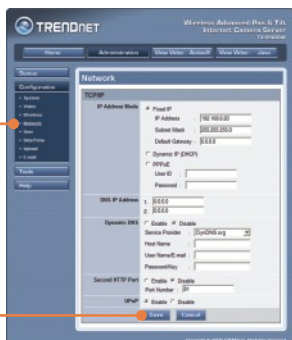 TRENDNET
Wireless Advanced Pan & Tilt
Internet Camera Server
Home
Administration
View Video - ActiveX
View Video - Java
Status
Configuration
System
Video
Wireless
Network
User
Date/Time
Upload
E-mail
Tools
Help
Network
TCP/IP
IP Address Mode
Fixed IP
IP Address : 192.168.0.20
Subnet Mask : 255.255.255.0
Default Gateway : 0.0.0.0
Dynamic IP (DHCP)
PPPoE
User ID :
Password :
DNS IP Address
1. 0.0.0.0
2. 0.0.0.0
Dynamic DNS
Enable Disable
Service Provider : DynDNS.org
Host Name :
User Name/E-mail :
Password/Key :
Second HTTP Port
Enable Disable
Port Number : 81
UPnP
Enable Disable
Save
Cancel